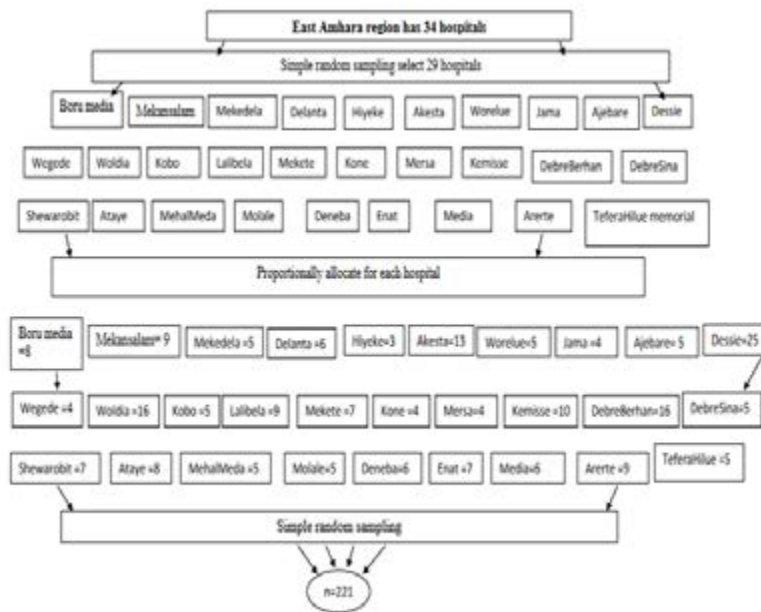 East Amhara region has 34 hospitals
Simple random sampling select 29 hospitals
Boru media Mekansalam Mekedela Delanta Hiyeke Akesta Worelue Jama Ajebare Dessie
Wegede Woldia Kobo Lalibela Mekete Kone Mersa Kemisse DebreBerhan DebreSina
Shewarobit Ataye MehalMeda Molale Deneba Enat Media Arerte TeferaHilue memorial
Proportionally allocate for each hospital
Boru media
=8 Mekansalam= 9 Mekedela =5 Delanta =6 Hiyeke=3 Akesta=13 Worelue=5 Jama =4 Ajebare= 5 Dessie=25
Wegede =4 Woldia =16 Kobo =5 Lalibela =9 Mekete =7 Kone =4 Mersa=4 Kemisse =10 DebreBerhan=16 DebreSina=5
Shewarobit =7 Ataye =8 MehalMeda =5 Molale=5 Deneba=6 Enat =7 Media=6 Arerte =9 TeferaHilue =5
Simple random sampling
n=221